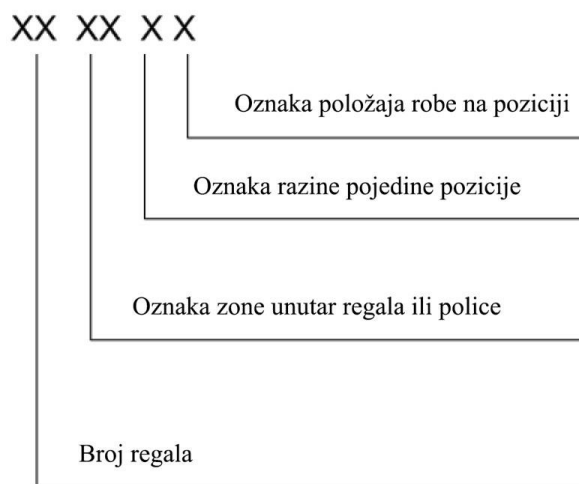 XX XX X X
Oznaka položaja robe na poziciji
Oznaka razine pojedine pozicije
Oznaka zone unutar regala ili police
Broj regala